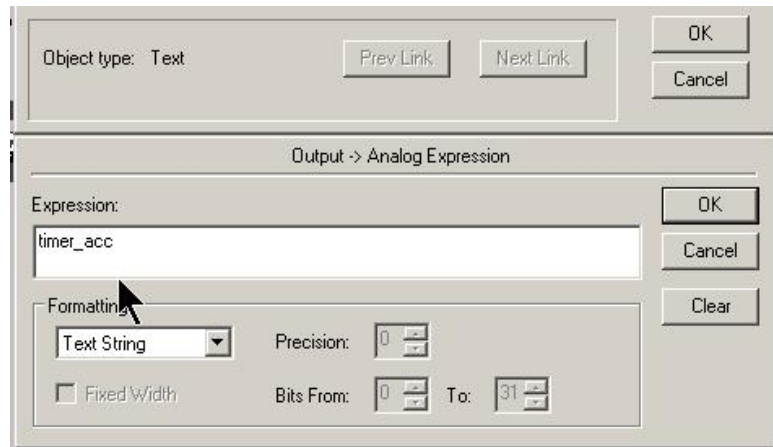 Object type: Text
Prev Link
Next Link
OK
Cancel
Output -> Analog Expression
Expression:
OK
timer_acc
Cancel
Formatting
Clear
Text String
Precision: 0
Fixed Width
Bits From: 0 To: 31